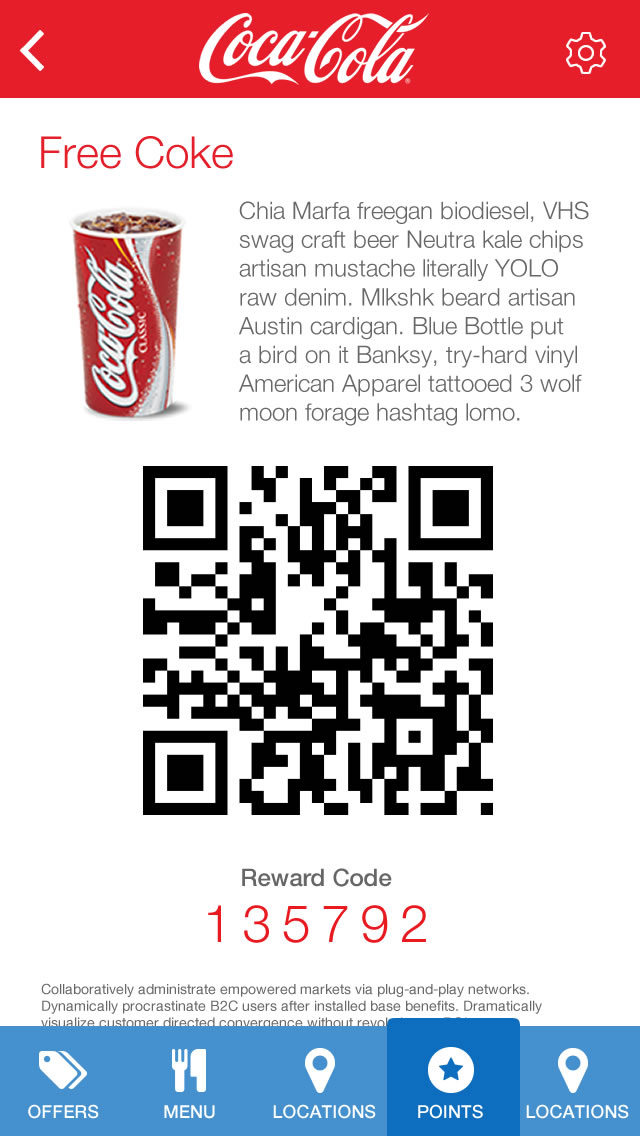 Coca-Cola
Free Coke
Coca-Cola
CLASSIC
Chia Marfa freegan biodiesel, VHS
swag craft beer Neutra kale chips
artisan mustache literally YOLO
raw denim. Mlkshk beard artisan
Austin cardigan. Blue Bottle put
a bird on it Banksy, try-hard vinyl
American Apparel tattooed 3 wolf
moon forage hashtag lomo.
Reward Code
135792
Collaboratively administrate empowered markets via plug-and-play networks.
Dynamically procrastinate B2C users after installed base benefits. Dramatically
visualize customer directed convergence without
OFFERS
MENU
LOCATIONS
POINTS
LOCATIONS